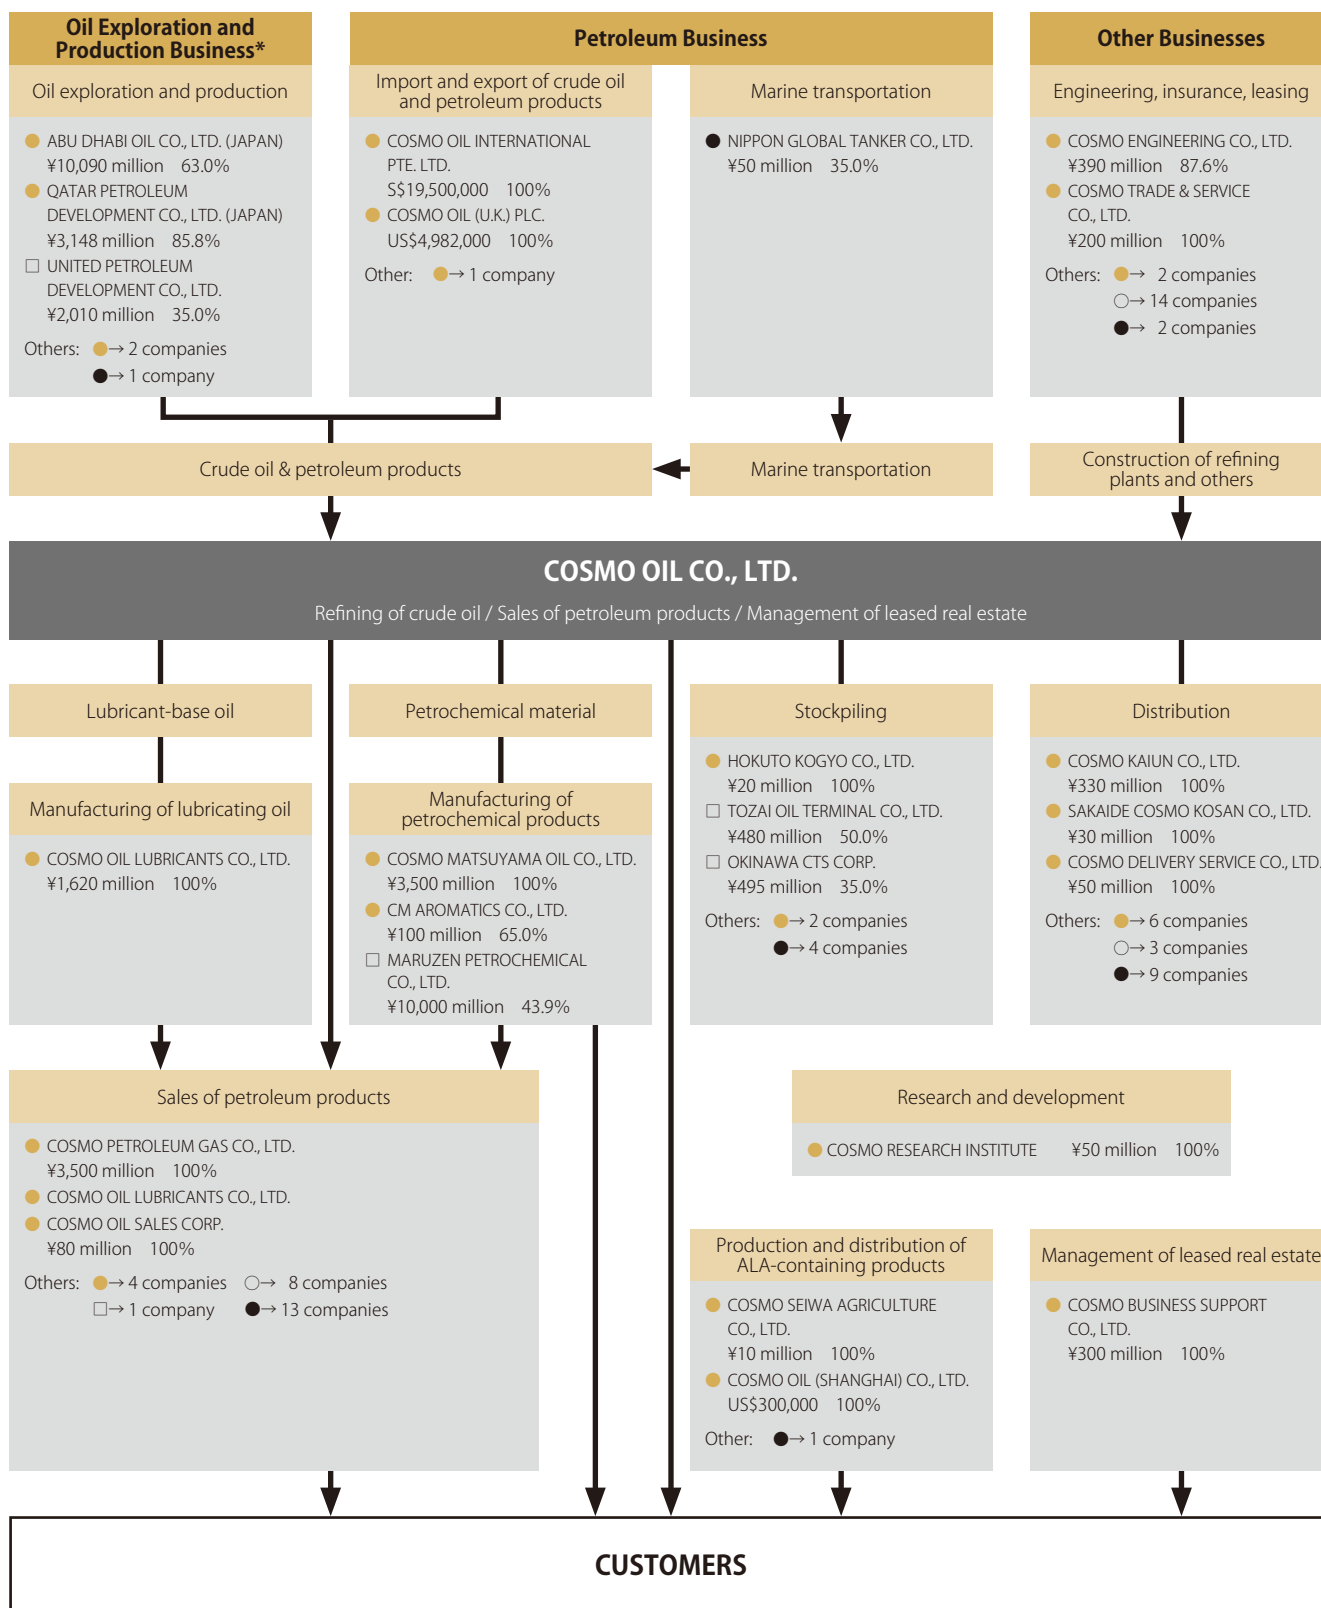 Oil Exploration and
Production Business*
Petroleum Business
Other Businesses
Oil exploration and production
Import and export of crude oil
and petroleum products
Marine transportation
Engineering, insurance, leasing
● ABU DHABI OIL CO., LTD. (JAPAN)
¥10,090 million 63.0%
● QATAR PETROLEUM
DEVELOPMENT CO., LTD. (JAPAN)
¥3,148 million 85.8%
□ UNITED PETROLEUM
DEVELOPMENT CO., LTD.
¥2,010 million 35.0%
Others: ●→ 2 companies
●→ 1 company
● COSMO OIL INTERNATIONAL
PTE. LTD.
S$19,500,000 100%
● COSMO OIL (U.K.) PLC.
US$4,982,000 100%
Other: ●→ 1 company
● NIPPON GLOBAL TANKER CO., LTD.
¥50 million 35.0%
● COSMO ENGINEERING CO., LTD.
¥390 million 87.6%
● COSMO TRADE & SERVICE
CO., LTD.
¥200 million 100%
Others: ●→ 2 companies
○→ 14 companies
●→ 2 companies
Crude oil & petroleum products
Marine transportation
Construction of refining
plants and others
COSMO OIL CO., LTD.
Refining of crude oil / Sales of petroleum products / Management of leased real estate
Lubricant-base oil
Petrochemical material
Stockpiling
Distribution
Manufacturing of lubricating oil
● COSMO OIL LUBRICANTS CO., LTD.
¥1,620 million 100%
Manufacturing of
petrochemical products
● COSMO MATSUYAMA OIL CO., LTD.
¥3,500 million 100%
● CM AROMATICS CO., LTD.
¥100 million 65.0%
□ MARUZEN PETROCHEMICAL
CO., LTD.
¥10,000 million 43.9%
● HOKUTO KOGYO CO., LTD.
¥20 million 100%
□ TOZAI OIL TERMINAL CO., LTD.
¥480 million 50.0%
□ OKINAWA CTS CORP.
¥495 million 35.0%
Others: ●→ 2 companies
●→ 4 companies
● COSMO KAIUN CO., LTD.
¥330 million 100%
● SAKAIDE COSMO KOSAN CO., LTD.
¥30 million 100%
● COSMO DELIVERY SERVICE CO., LTD.
¥50 million 100%
Others: ●→ 6 companies
○→ 3 companies
●→ 9 companies
Sales of petroleum products
● COSMO PETROLEUM GAS CO., LTD.
¥3,500 million 100%
● COSMO OIL LUBRICANTS CO., LTD.
● COSMO OIL SALES CORP.
¥80 million 100%
Others: ●→ 4 companies ○→ 8 companies
□→ 1 company ●→ 13 companies
Research and development
● COSMO RESEARCH INSTITUTE ¥50 million 100%
Production and distribution of
ALA-containing products
● COSMO SEIWA AGRICULTURE
CO., LTD.
¥10 million 100%
● COSMO OIL (SHANGHAI) CO., LTD.
US$300,000 100%
Other: ●→ 1 company
Management of leased real estate
● COSMO BUSINESS SUPPORT
CO., LTD.
¥300 million 100%
CUSTOMERS